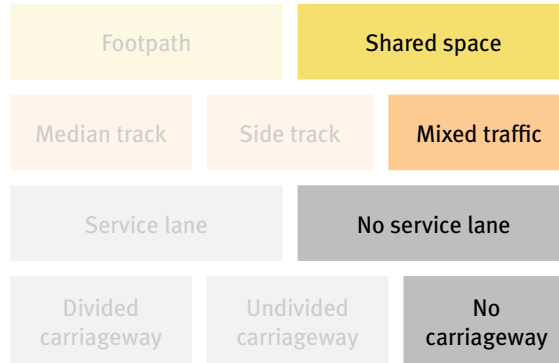 Footpath
Shared space
Median track
Side track
Mixed traffic
Service lane
No service lane
Divided
carriageway
Undivided
carriageway
No
carriageway